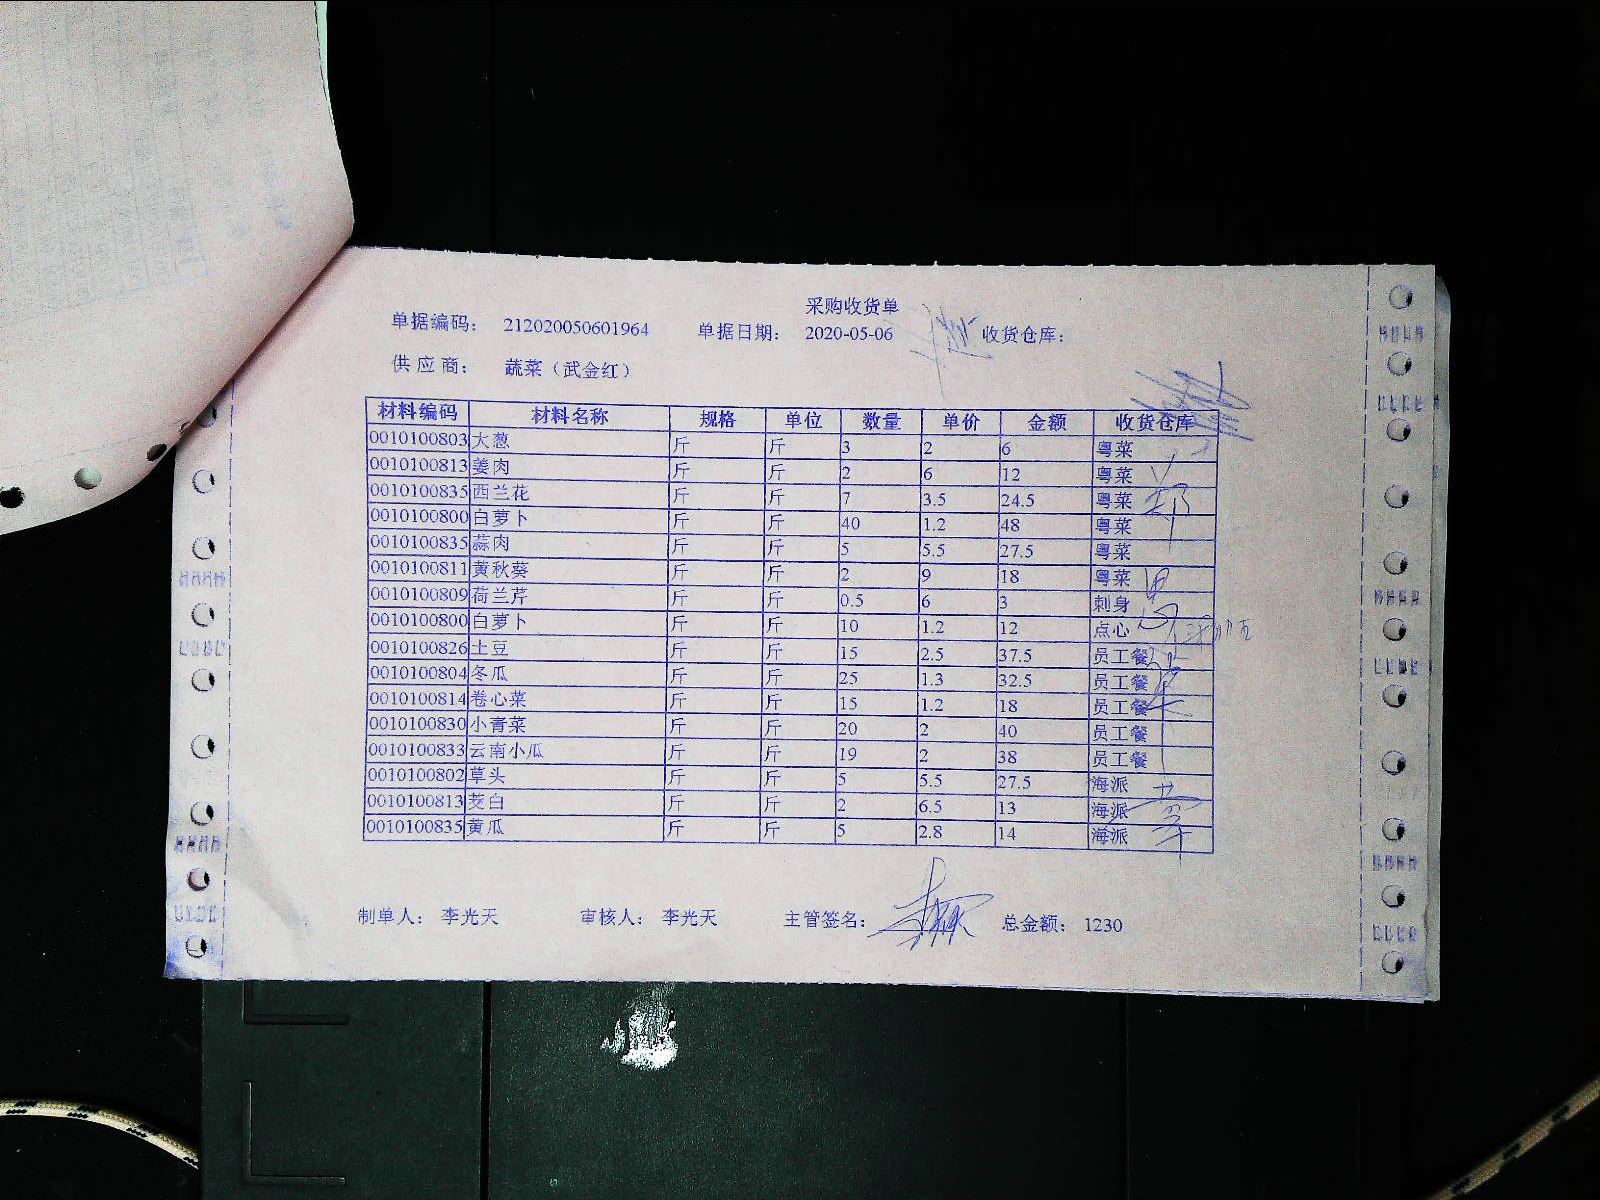 采购收货单
单据编码： 212020050601964 单据日期： 2020-05-06 收货仓库：
供 应 商： 蔬菜（武金红）
材料编码 材料名称 规格 单位 数量 单价 金额 收货仓库
0010100803 大葱 斤 斤 3 2 6 粤菜
0010100813 姜肉 斤 斤 2 6 12 粤菜
0010100835 西兰花 斤 斤 7 3.5 24.5 粤菜
0010100800 白萝卜 斤 斤 40 1.2 48 粤菜
0010100835 蒜肉 斤 斤 5 5.5 27.5 粤菜
0010100811 黄秋葵 斤 斤 2 9 18 粤菜
0010100809 荷兰芹 斤 斤 0.5 6 3 刺身
0010100800 白萝卜 斤 斤 10 1.2 12 点心
0010100826 土豆 斤 斤 15 2.5 37.5 员工餐
0010100804 冬瓜 斤 斤 25 1.3 32.5 员工餐
0010100814 卷心菜 斤 斤 15 1.2 18 员工餐
0010100830 小青菜 斤 斤 20 2 40 员工餐
0010100833 云南小瓜 斤 斤 19 2 38 员工餐
0010100802 草头 斤 斤 5 5.5 27.5 海派
0010100813 茭白 斤 斤 2 6.5 13 海派
0010100835 黄瓜 斤 斤 5 2.8 14 海派
制单人： 李光天 审核人： 李光天 主管签名： 总金额： 1230